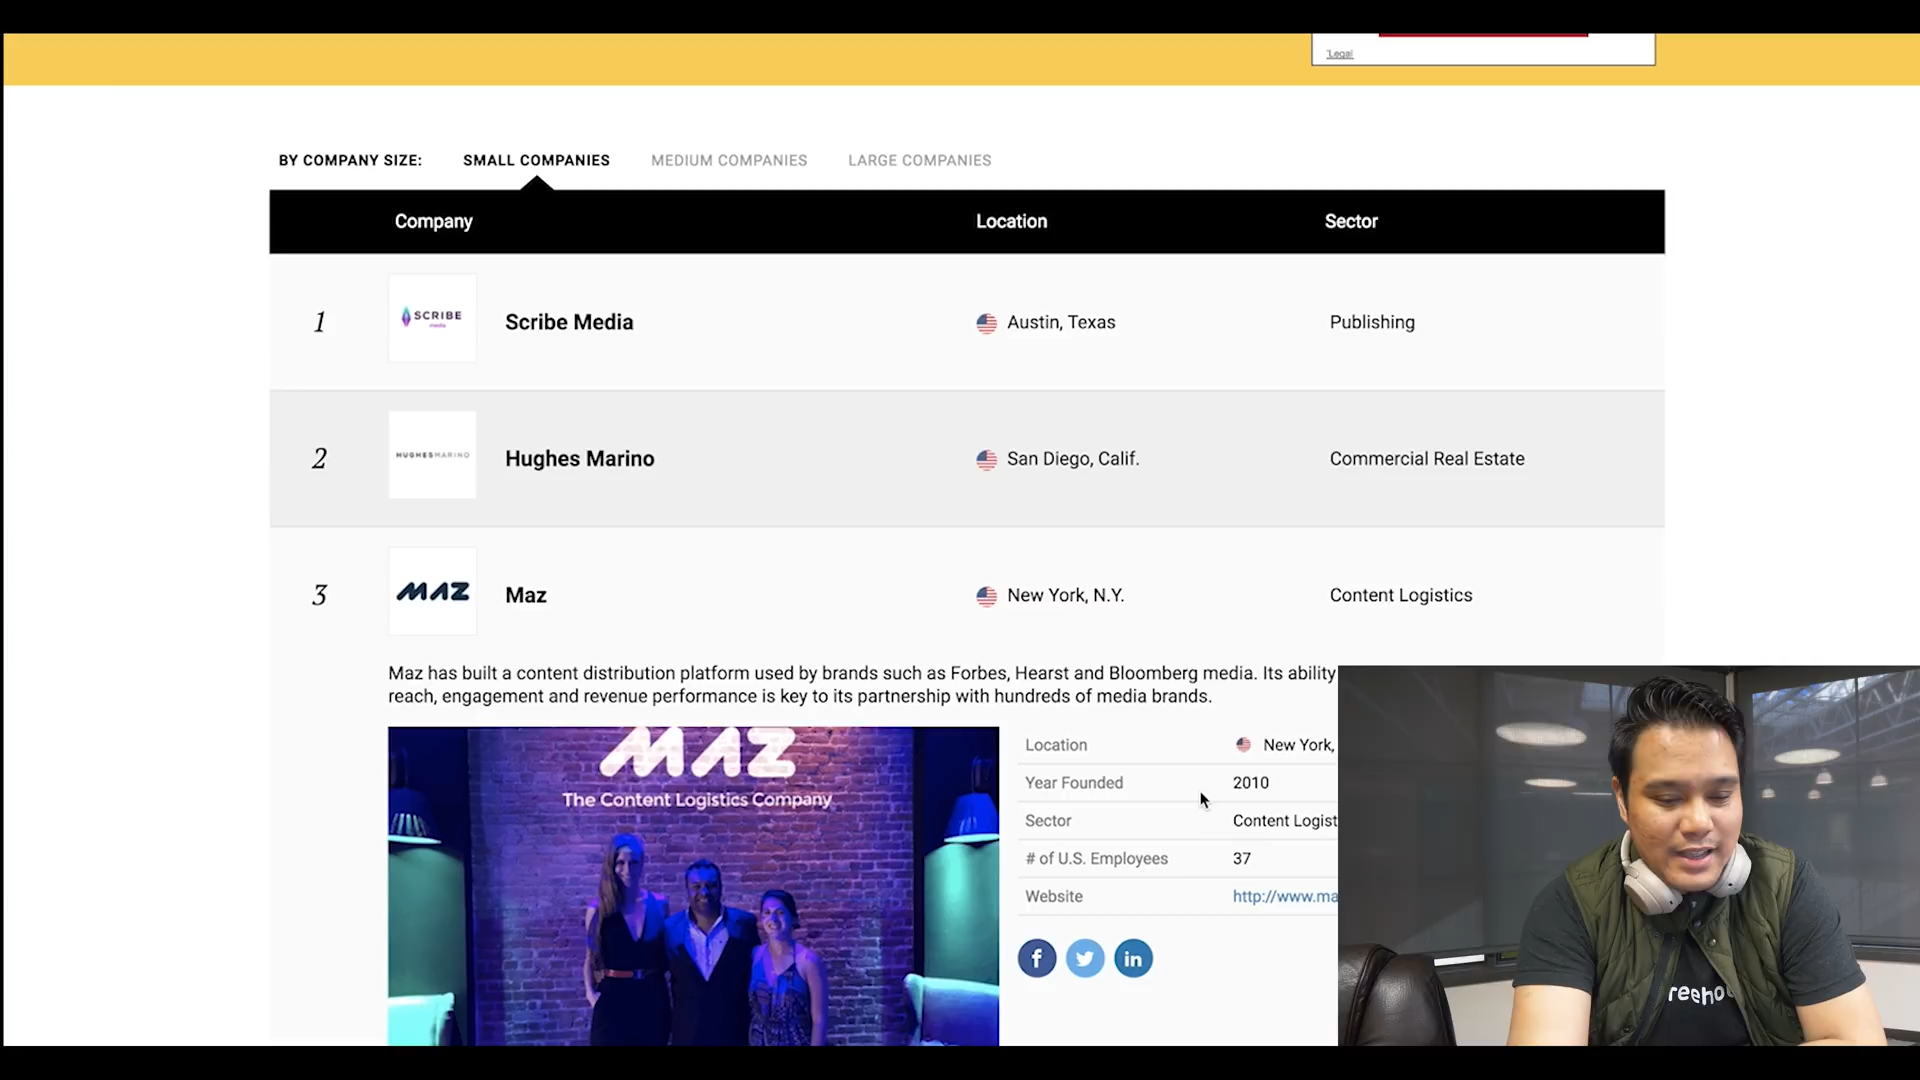 *Legal
BY COMPANY SIZE: SMALL COMPANIES MEDIUM COMPANIES LARGE COMPANIES
Company Location Sector
1 SCRIBE media Scribe Media Austin, Texas Publishing
2 HUGHESMARINO Hughes Marino San Diego, Calif. Commercial Real Estate
3 MAZ Maz New York, N.Y. Content Logistics
Maz has built a content distribution platform used by brands such as Forbes, Hearst and Bloomberg media. Its ability
reach, engagement and revenue performance is key to its partnership with hundreds of media brands.
MAZ
The Content Logistics Company
Location New York,
Year Founded 2010
Sector Content Logist
# of U.S. Employees 37
Website http://www.ma
f in
reeho